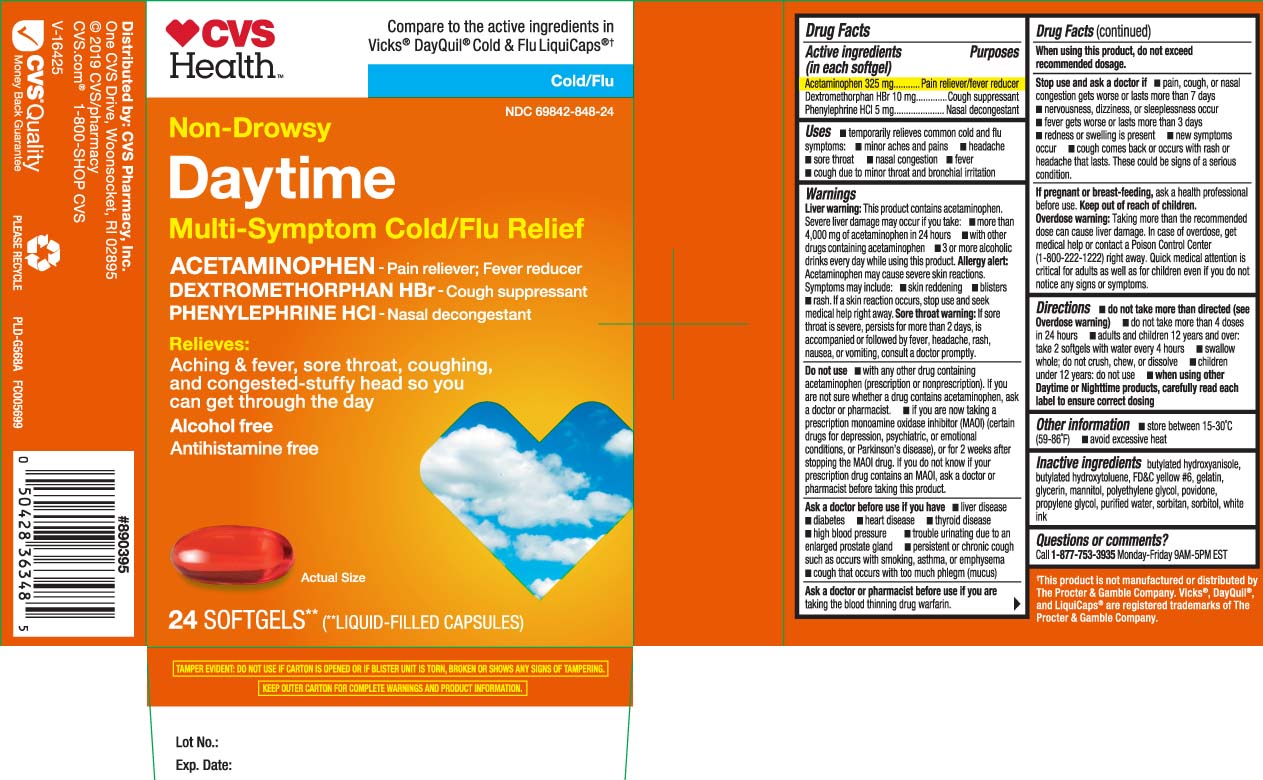 Distributed by: CVS Pharmacy, Inc.
One CVS Drive, Woonsocket, RI 02895
© 2019 CVS/pharmacy
CVS.com® 1-800-SHOP CVS
V-16425
CVS Quality
Money Back Guarantee
PLEASE RECYCLE
PLD-G568A F0005699
#890395
0 50428 36348 5
CVS
Health™
Compare to the active ingredients in
Vicks® DayQuil® Cold & Flu LiquiCaps®†
Cold/Flu
NDC 69842-848-24
Non-Drowsy
Daytime
Multi-Symptom Cold/Flu Relief
ACETAMINOPHEN - Pain reliever; Fever reducer
DEXTROMETHORPHAN HBr - Cough suppressant
PHENYLEPHRINE HCl - Nasal decongestant
Relieves:
Aching & fever, sore throat, coughing,
and congested-stuffy head so you
can get through the day
Alcohol free
Antihistamine free
Actual Size
24 SOFTGELS** (**LIQUID-FILLED CAPSULES)
TAMPER EVIDENT: DO NOT USE IF CARTON IS OPENED OR IF BLISTER UNIT IS TORN, BROKEN OR SHOWS ANY SIGNS OF TAMPERING.
KEEP OUTER CARTON FOR COMPLETE WARNINGS AND PRODUCT INFORMATION.
Lot No.:
Exp. Date:
Drug Facts
Active ingredients Purposes
(in each softgel)
Acetaminophen 325 mg...........Pain reliever/fever reducer
Dextromethorphan HBr 10 mg.............Cough suppressant
Phenylephrine HCl 5 mg.....................Nasal decongestant
Uses ■ temporarily relieves common cold and flu
symptoms: ■ minor aches and pains ■ headache
■ sore throat ■ nasal congestion ■ fever
■ cough due to minor throat and bronchial irritation
Warnings
Liver warning: This product contains acetaminophen.
Severe liver damage may occur if you take: ■ more than
4,000 mg of acetaminophen in 24 hours ■ with other
drugs containing acetaminophen ■ 3 or more alcoholic
drinks every day while using this product. Allergy alert:
Acetaminophen may cause severe skin reactions.
Symptoms may include: ■ skin reddening ■ blisters
■ rash. If a skin reaction occurs, stop use and seek
medical help right away. Sore throat warning: If sore
throat is severe, persists for more than 2 days, is
accompanied or followed by fever, headache, rash,
nausea, or vomiting, consult a doctor promptly.
Do not use ■ with any other drug containing
acetaminophen (prescription or nonprescription). If you
are not sure whether a drug contains acetaminophen, ask
a doctor or pharmacist. ■ if you are now taking a
prescription monoamine oxidase inhibitor (MAOI) (certain
drugs for depression, psychiatric, or emotional
conditions, or Parkinson's disease), or for 2 weeks after
stopping the MAOI drug. If you do not know if your
prescription drug contains an MAOI, ask a doctor or
pharmacist before taking this product.
Ask a doctor before use if you have ■ liver disease
■ diabetes ■ heart disease ■ thyroid disease
■ high blood pressure ■ trouble urinating due to an
enlarged prostate gland ■ persistent or chronic cough
such as occurs with smoking, asthma, or emphysema
■ cough that occurs with too much phlegm (mucus)
Ask a doctor or pharmacist before use if you are
taking the blood thinning drug warfarin.
Drug Facts (continued)
When using this product, do not exceed
recommended dosage.
Stop use and ask a doctor if ■ pain, cough, or nasal
congestion gets worse or lasts more than 7 days
■ nervousness, dizziness, or sleeplessness occur
■ fever gets worse or lasts more than 3 days
■ redness or swelling is present ■ new symptoms
occur ■ cough comes back or occurs with rash or
headache that lasts. These could be signs of a serious
condition.
If pregnant or breast-feeding, ask a health professional
before use. Keep out of reach of children.
Overdose warning: Taking more than the recommended
dose can cause liver damage. In case of overdose, get
medical help or contact a Poison Control Center
(1-800-222-1222) right away. Quick medical attention is
critical for adults as well as for children even if you do not
notice any signs or symptoms.
Directions ■ do not take more than directed (see
Overdose warning) ■ do not take more than 4 doses
in 24 hours ■ adults and children 12 years and over:
take 2 softgels with water every 4 hours ■ swallow
whole; do not crush, chew, or dissolve ■ children
under 12 years: do not use ■ when using other
Daytime or Nighttime products, carefully read each
label to ensure correct dosing
Other information ■ store between 15-30˚C
(59-86˚F) ■ avoid excessive heat
Inactive ingredients butylated hydroxyanisole,
butylated hydroxytoluene, FD&C yellow #6, gelatin,
glycerin, mannitol, polyethylene glycol, povidone,
propylene glycol, purified water, sorbitan, sorbitol, white
ink
Questions or comments?
Call 1-877-753-3935 Monday-Friday 9AM-5PM EST
†This product is not manufactured or distributed by
The Procter & Gamble Company. Vicks®, DayQuil®,
and LiquiCaps® are registered trademarks of The
Procter & Gamble Company.